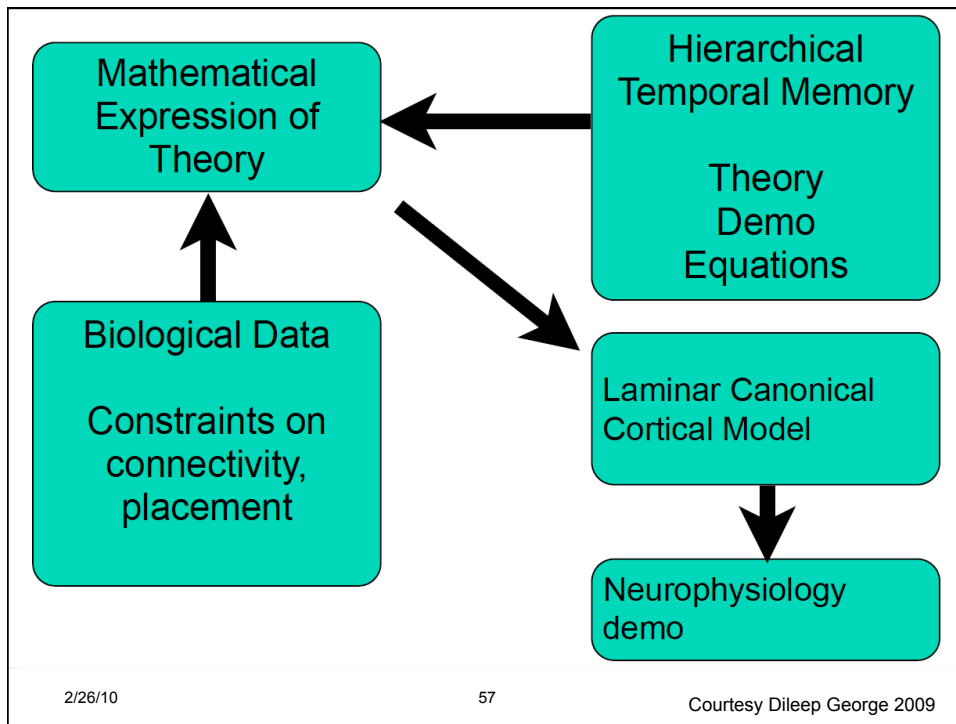 Mathematical
Expression of
Theory
Hierarchical
Temporal Memory
Theory
Demo
Equations
Biological Data
Constraints on
connectivity,
placement
Laminar Canonical
Cortical Model
Neurophysiology
demo
2/26/10
57
Courtesy Dileep George 2009